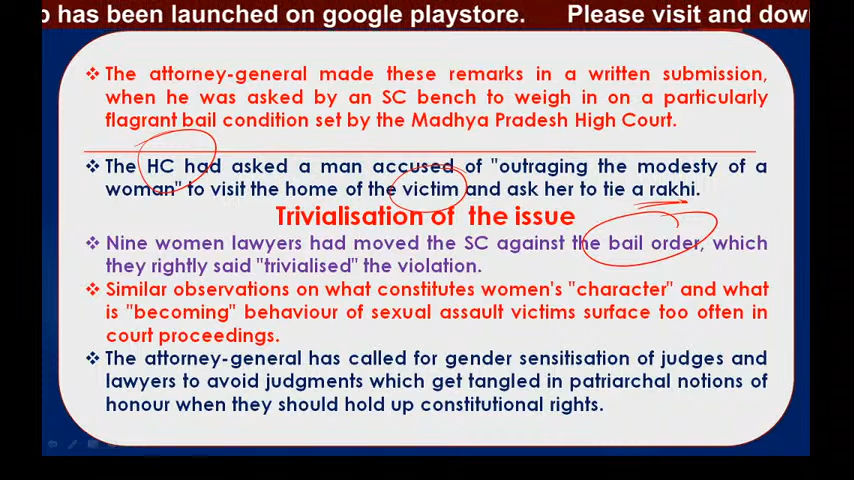 has been launched on google playstore. Please visit and
❖ The attorney-general made these remarks in a written submission,
when he was asked by an SC bench to weigh in on a particularly
flagrant bail condition set by the Madhya Pradesh High Court.
❖ The HC had asked a man accused of "outraging the modesty of a
woman" to visit the home of the victim and ask her to tie a rakhi.
Trivialisation of the issue
❖ Nine women lawyers had moved the SC against the bail order, which
they rightly said "trivialised" the violation.
❖ Similar observations on what constitutes women's "character" and what
is "becoming" behaviour of sexual assault victims surface too often in
court proceedings.
❖ The attorney-general has called for gender sensitisation of judges and
lawyers to avoid judgments which get tangled in patriarchal notions of
honour when they should hold up constitutional rights.